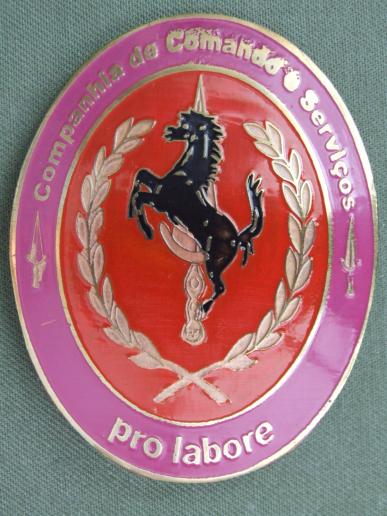 Companhia de Comando e Serviços
pro labore